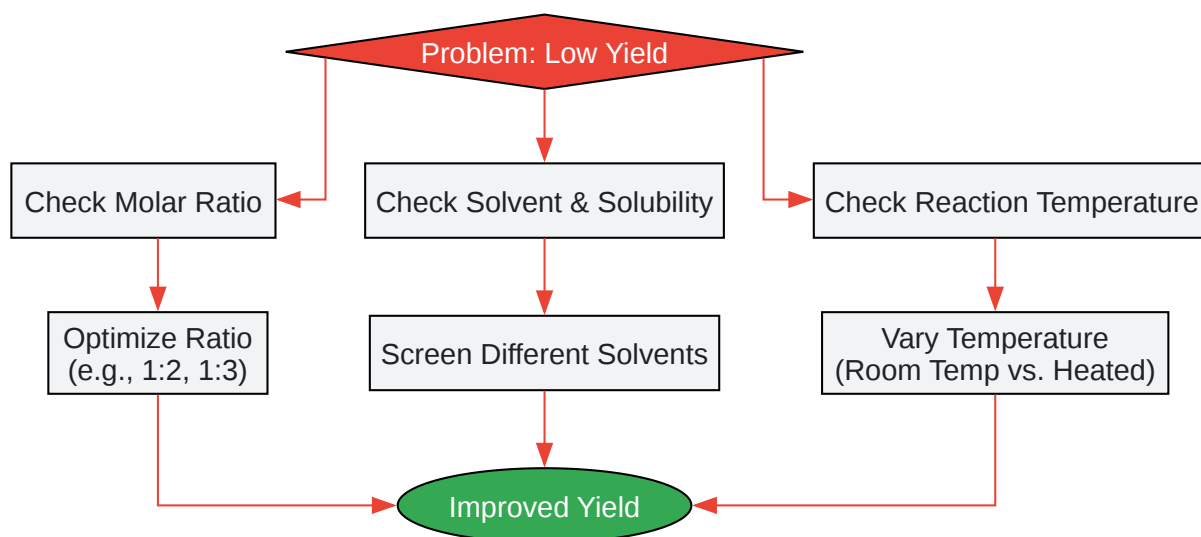 Problem: Low Yield
Check Molar Ratio
Check Solvent & Solubility
Check Reaction Temperature
Optimize Ratio
(e.g., 1:2, 1:3)
Screen Different Solvents
Vary Temperature
(Room Temp vs. Heated)
Improved Yield